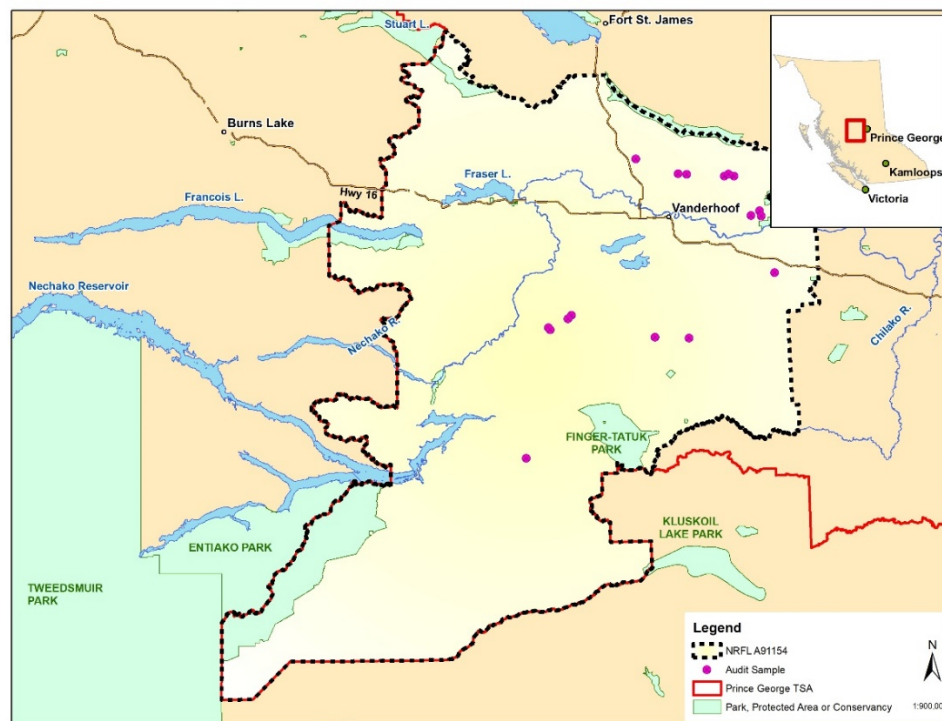 Stuart L.
Fort St. James
Burns Lake
Prince George
Kamloops
Victoria
Hwy 16
Fraser L.
Francois L.
Vanderhoof
Nechako Reservoir
Nechako R.
Chilako R.
FINGER-TATUK
PARK
ENTIAKO PARK
KLUSKOIL
LAKE PARK
TWEEDSMUIR
PARK
Legend
NRFL A91154
Audit Sample
Prince George TSA
Park, Protected Area or Conservancy
N